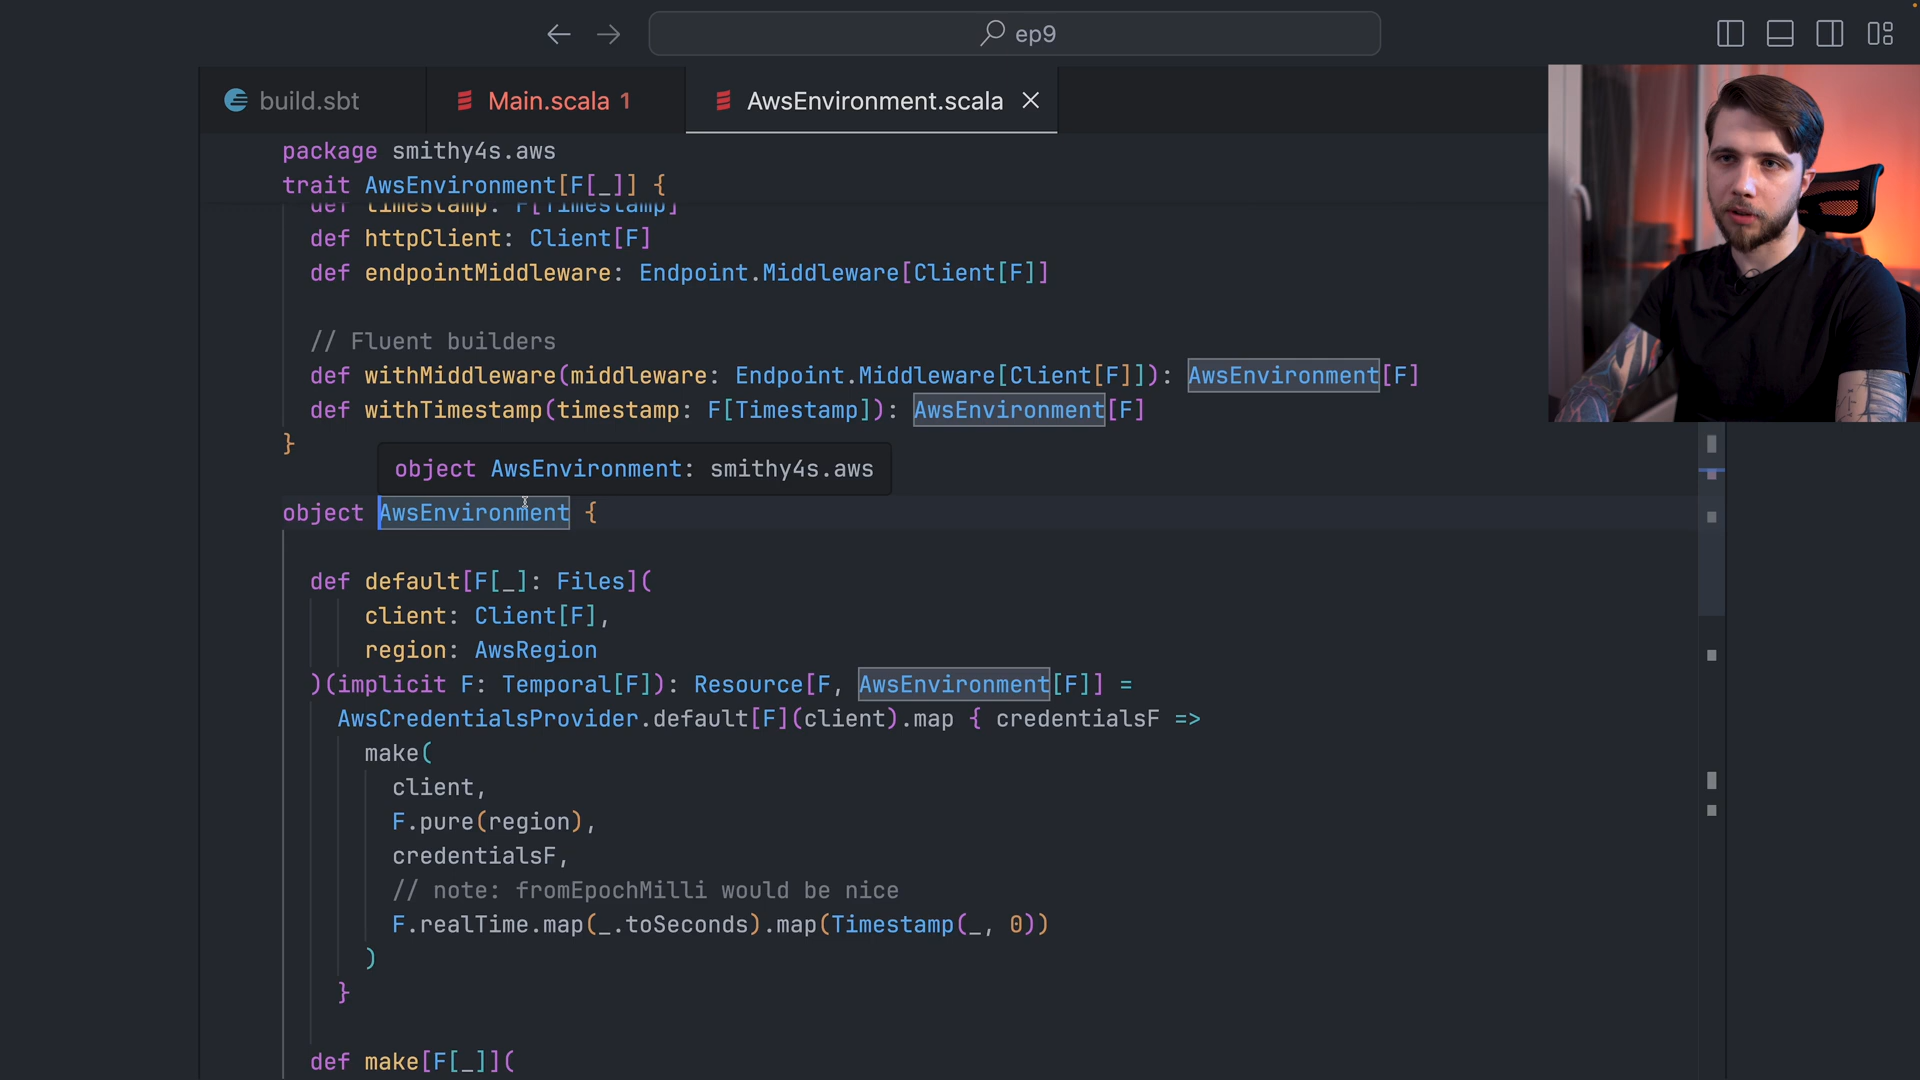 ep9
build.sbt
Main.scala 1
AwsEnvironment.scala
package smithy4s.aws
trait AwsEnvironment[F[_]] {
def timestamp: F[Timestamp]
def httpClient: Client[F]
def endpointMiddleware: Endpoint.Middleware[Client[F]]
// Fluent builders
def withMiddleware(middleware: Endpoint.Middleware[Client[F]]): AwsEnvironment[F]
def withTimestamp(timestamp: F[Timestamp]): AwsEnvironment[F]
}
object AwsEnvironment: smithy4s.aws
object AwsEnvironment {
def default[F[_]: Files](
client: Client[F],
region: AwsRegion
)(implicit F: Temporal[F]): Resource[F, AwsEnvironment[F]] =
AwsCredentialsProvider.default[F](client).map { credentialsF =>
make(
client,
F.pure(region),
credentialsF,
// note: fromEpochMilli would be nice
F.realTime.map(_.toSeconds).map(Timestamp(_, 0))
)
}
def make[F[_]](